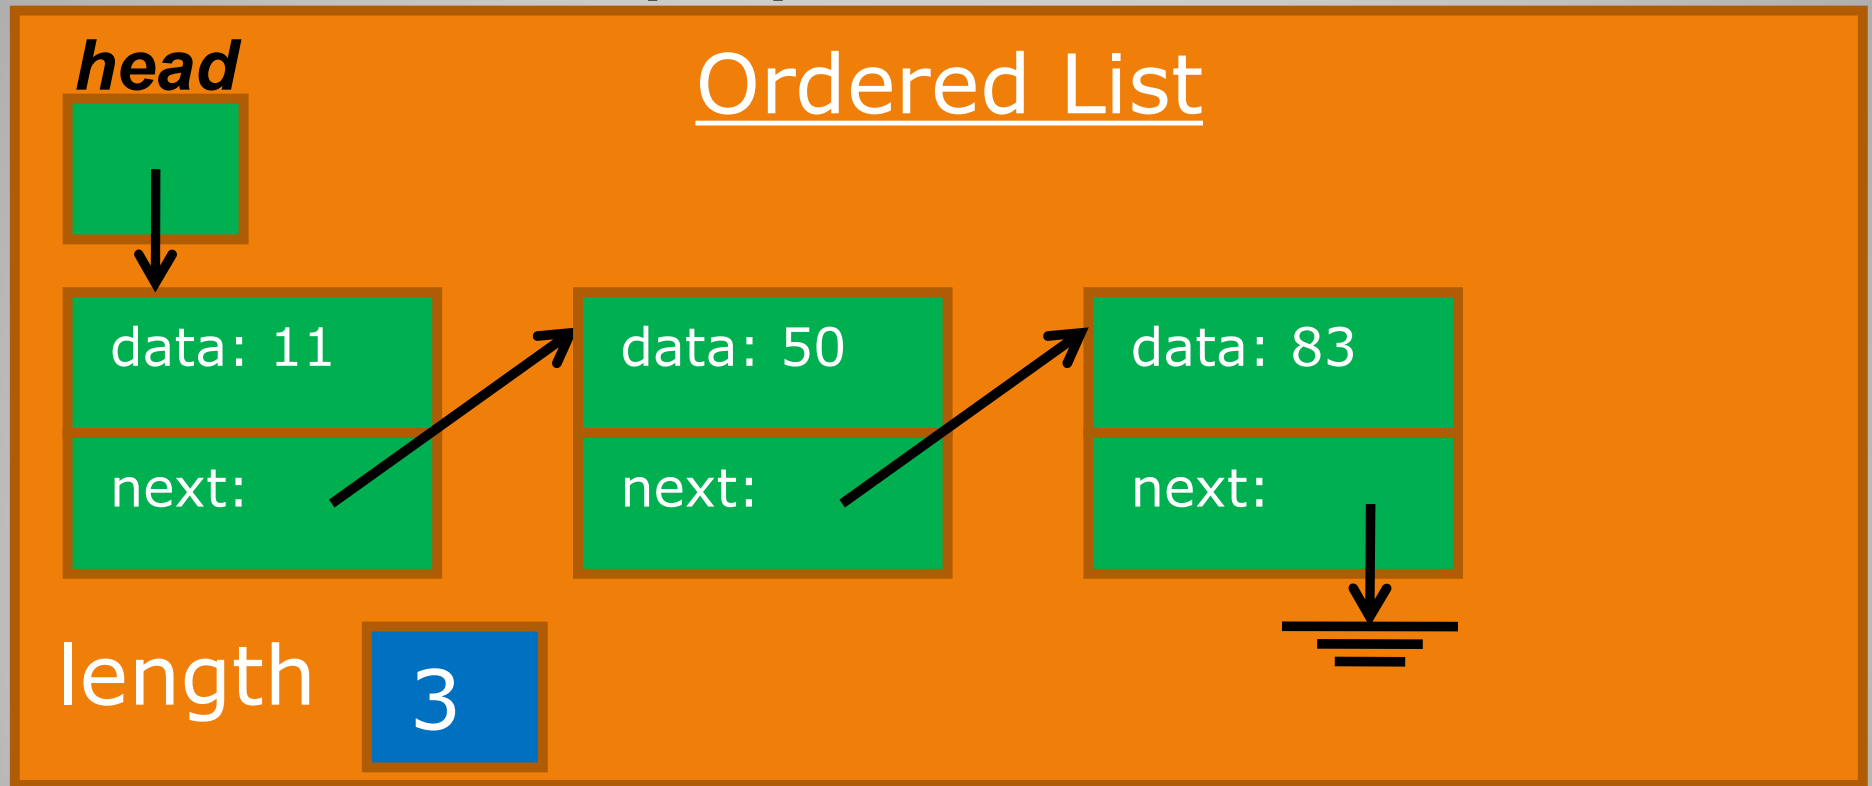 head
Ordered List
data: 11
data: 50
data: 83
next:
next:
next:
length
3